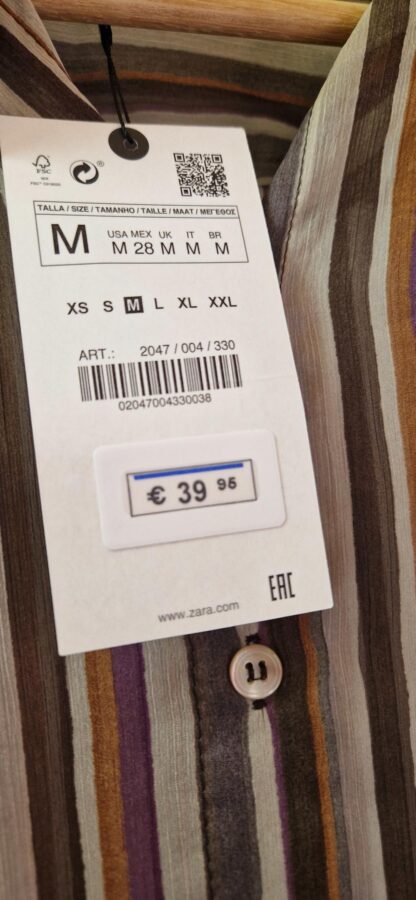 FSC
®
TALLA / SIZE / TAMANHO / TAILLE / MAAT / ΜΕΓΕΘΟΣ
M
USA MEX UK IT BR
M 28 M M M
XS S M L XL XXL
ART.: 2047 / 004 / 330
02047004330038
€ 39 95
EAC
www.zara.com